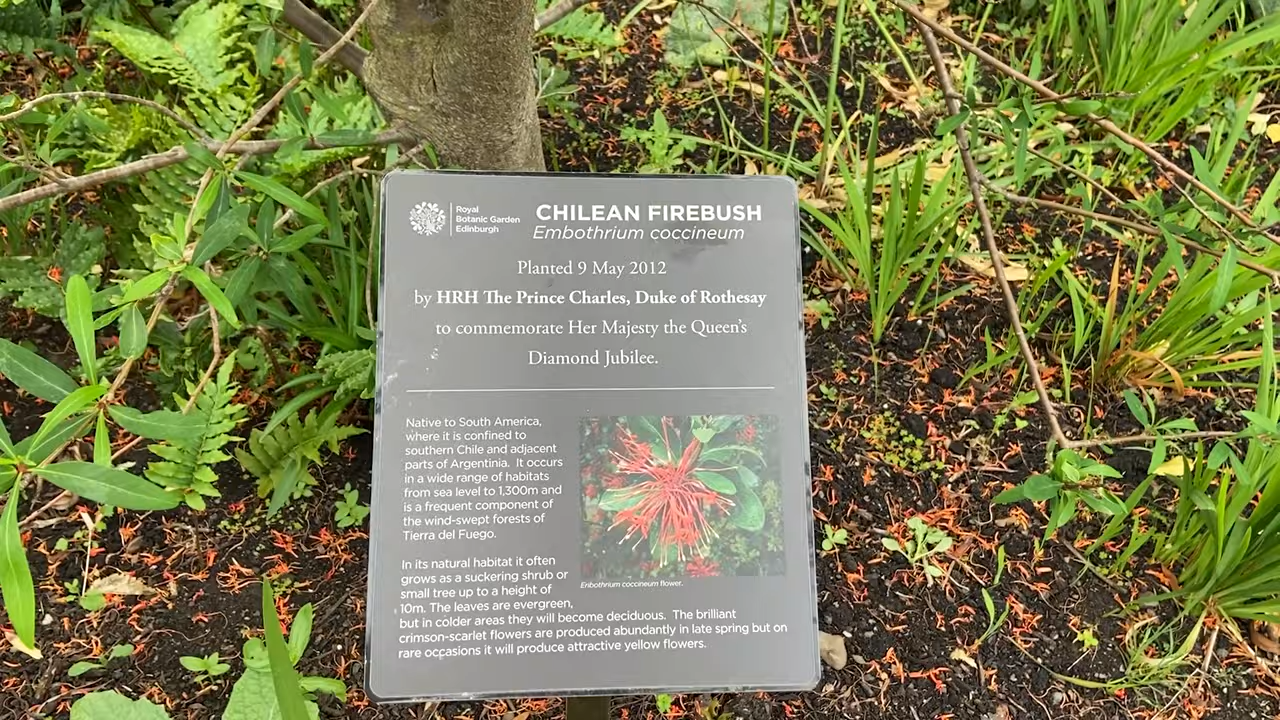 Royal
Botanic Garden
Edinburgh
CHILEAN FIREBUSH
Embothrium coccineum
Planted 9 May 2012
by HRH The Prince Charles, Duke of Rothesay
to commemorate Her Majesty the Queen's
Diamond Jubilee.
Native to South America,
where it is confined to
southern Chile and adjacent
parts of Argentinia. It occurs
in a wide range of habitats
from sea level to 1,300m and
is a frequent component of
the wind-swept forests of
Tierra del Fuego.
In its natural habitat it often
grows as a suckering shrub or
small tree up to a height of
10m. The leaves are evergreen,
but in colder areas they will become deciduous. The brilliant
crimson-scarlet flowers are produced abundantly in late spring but on
rare occasions it will produce attractive yellow flowers.
Enbothrium coccineum flower.